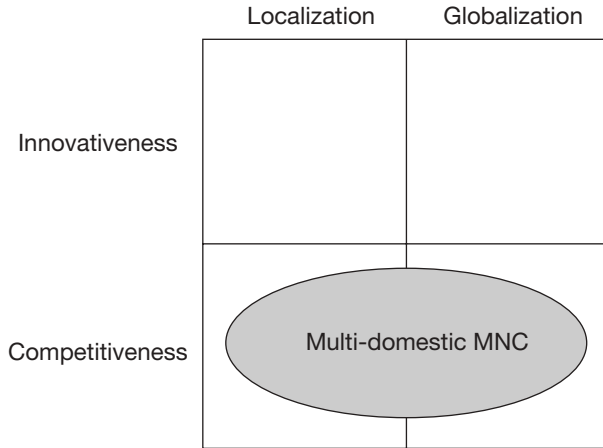 Localization Globalization
Innovativeness
Competitiveness
Multi-domestic MNC